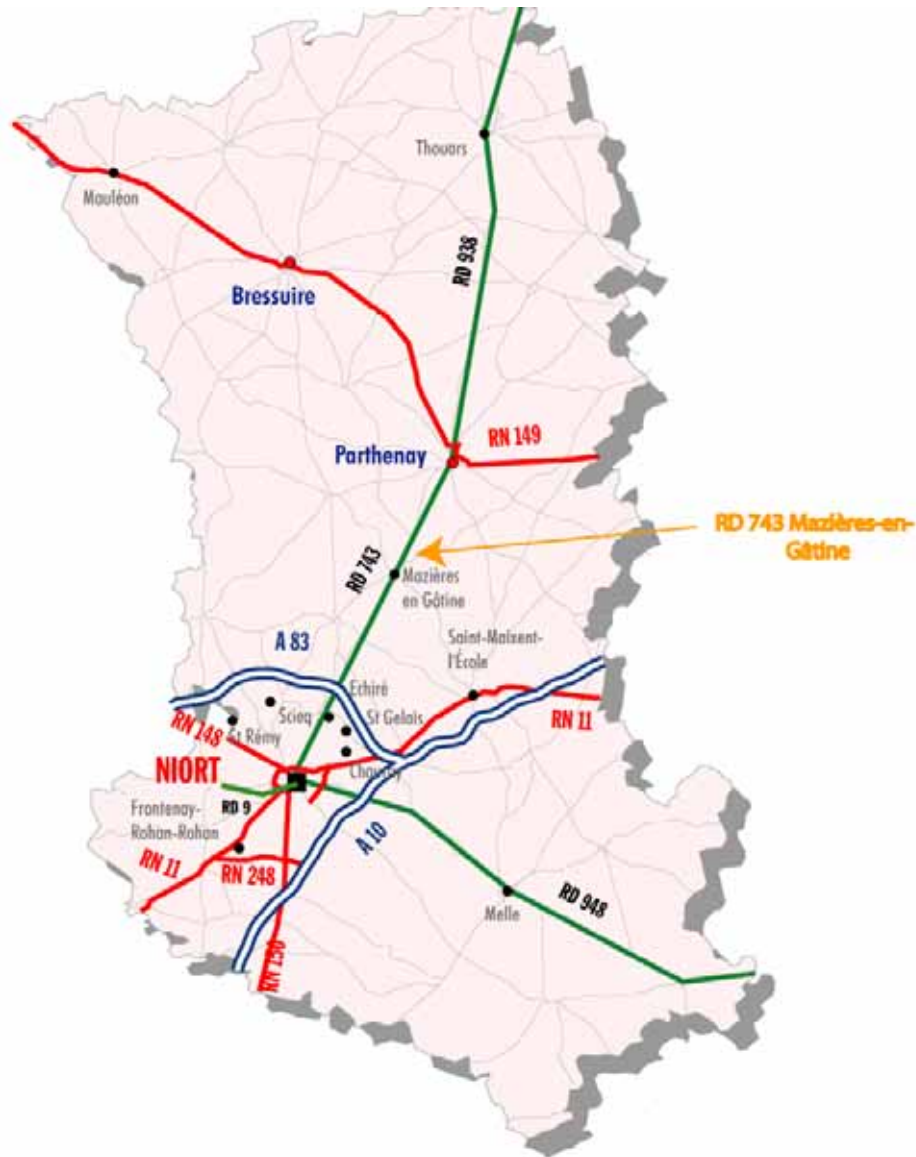 Thouars
Mauléon
RD 938
Bressuire
RN 149
Parthenay
RD 743 Mazières-en-
Gâtine
RD 743
Mazières
en Gâtine
Saint-Maixent-
l'École
A 83
Echiré
Sciecq
St Gelais
RN 148
St Rémy
RN 11
Chauray
NIORT
RD 9
Frontenay-
Rohan-Rohan
A 10
RN 11
RN 248
Melle
RD 948
RN 150